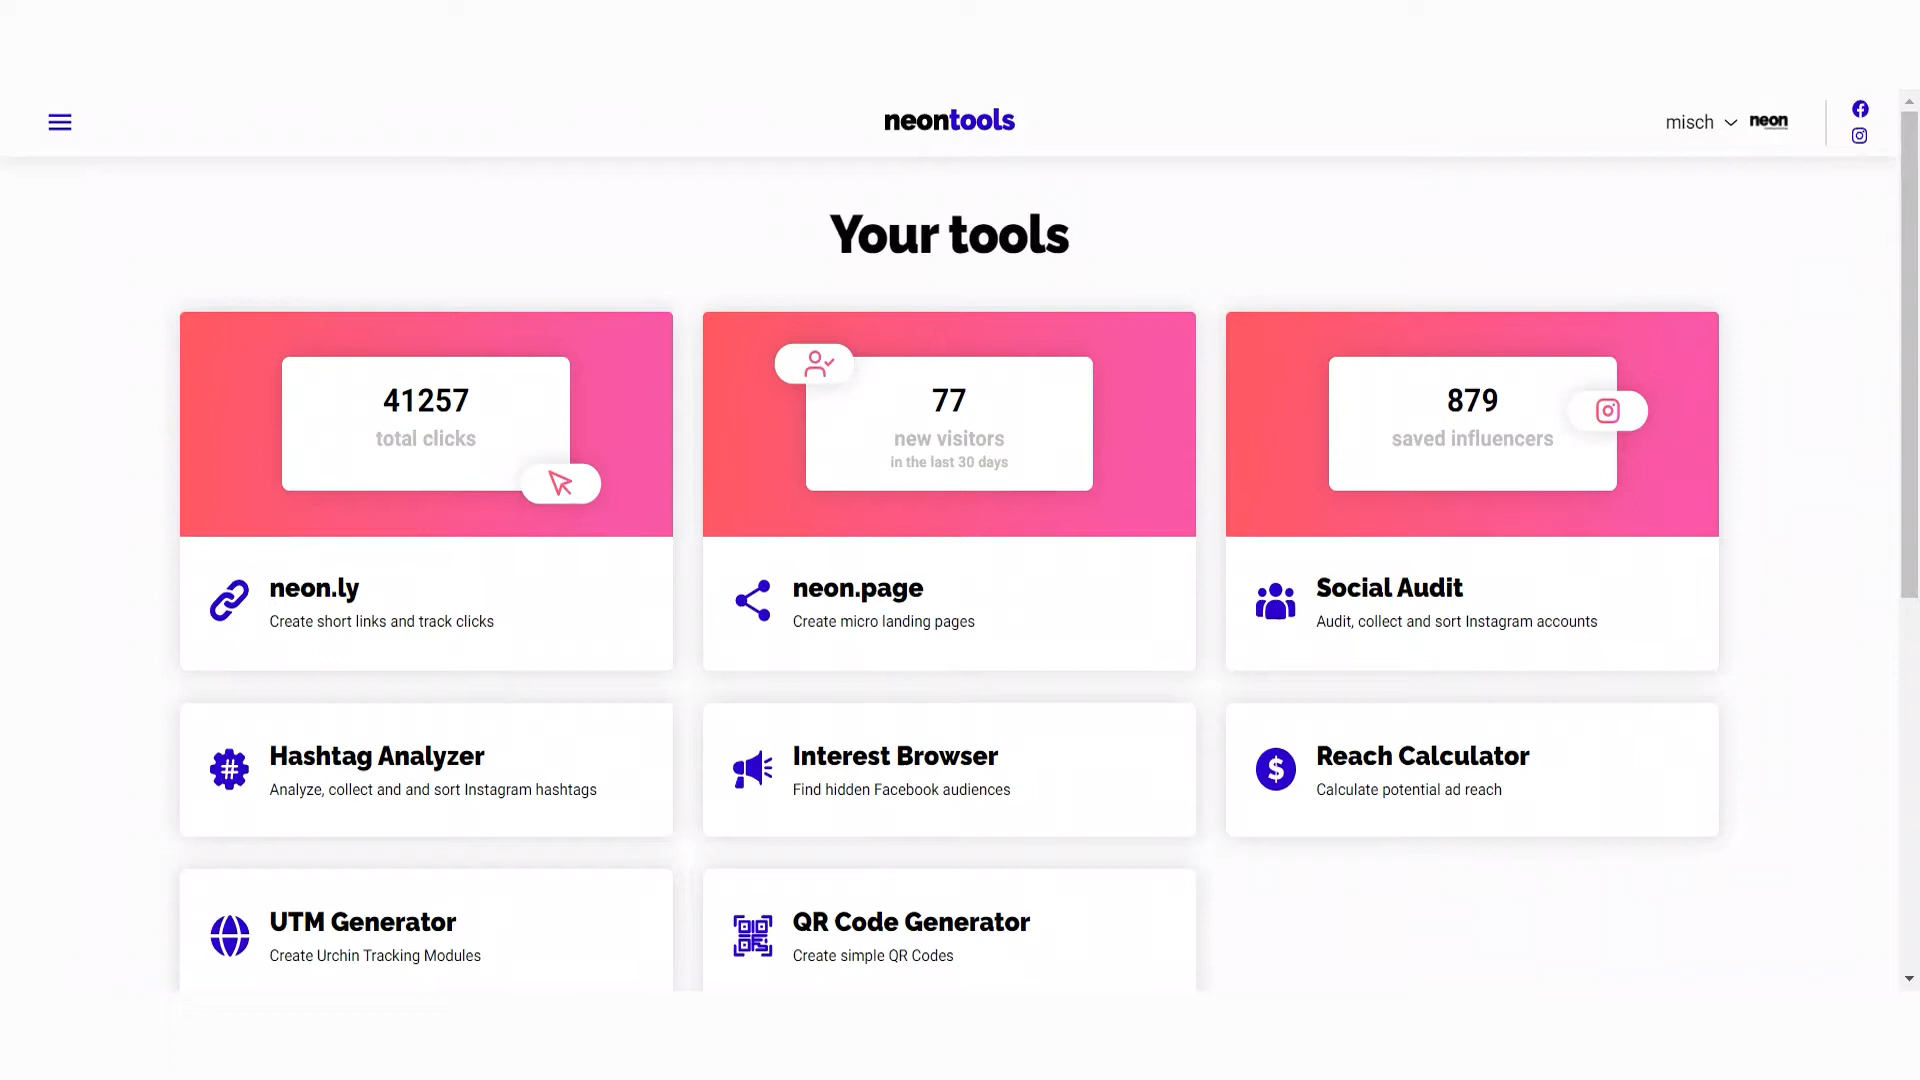 neontools
misch
neon
Your tools
41257
total clicks
77
new visitors
in the last 30 days
879
saved influencers
neon.ly
Create short links and track clicks
neon.page
Create micro landing pages
Social Audit
Audit, collect and sort Instagram accounts
Hashtag Analyzer
Analyze, collect and and sort Instagram hashtags
Interest Browser
Find hidden Facebook audiences
Reach Calculator
Calculate potential ad reach
UTM Generator
Create Urchin Tracking Modules
QR Code Generator
Create simple QR Codes